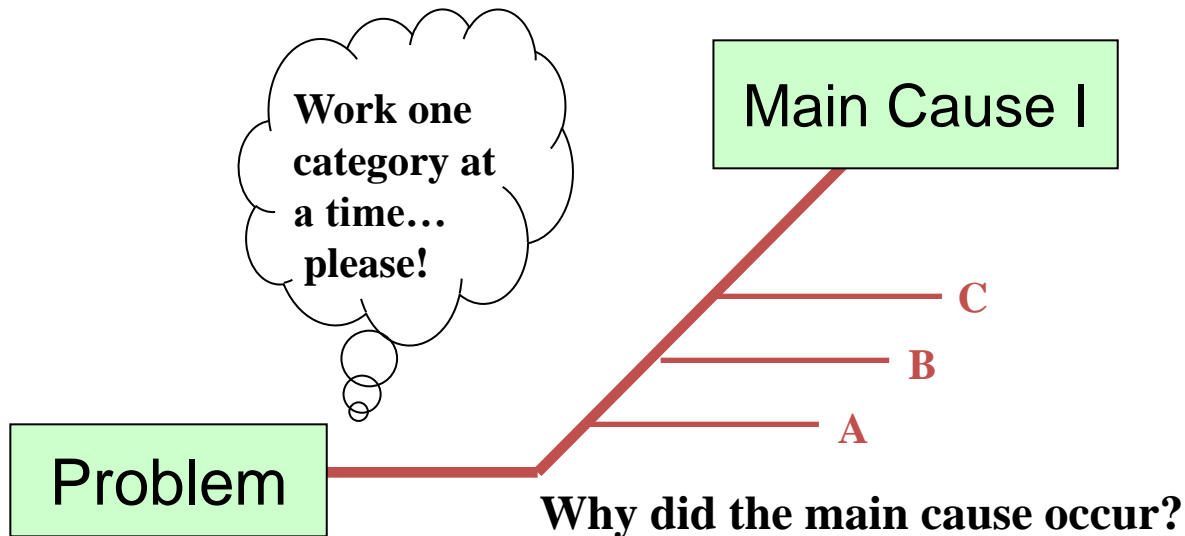 Work one
category at
a time…
please!
Main Cause I
C
B
A
Problem
Why did the main cause occur?